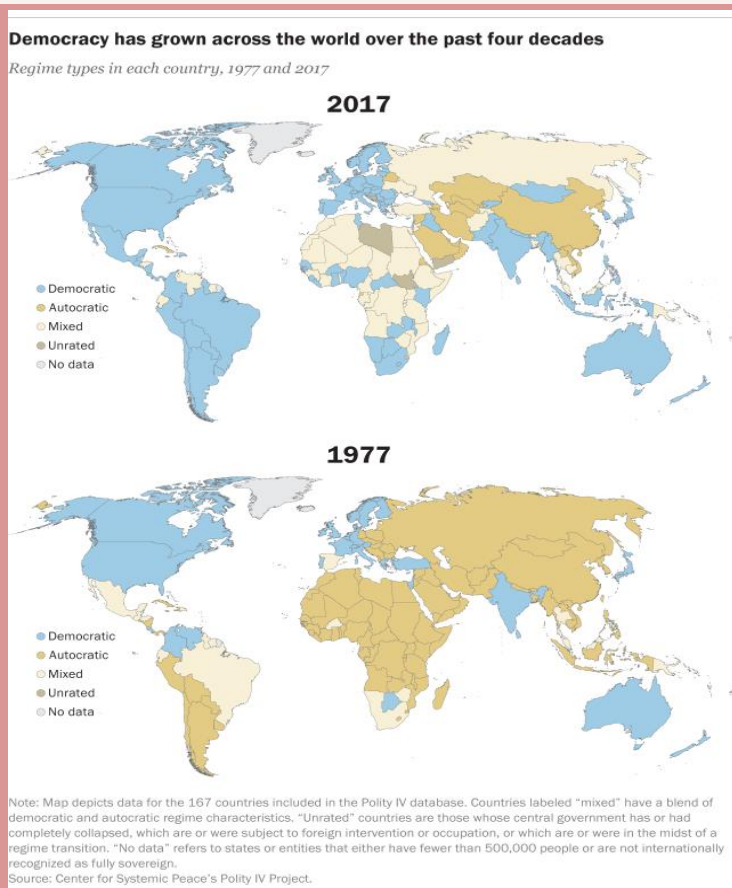 Democracy has grown across the world over the past four decades
Regime types in each country, 1977 and 2017
2017
Democratic
Autocratic
Mixed
Unrated
No data
1977
Democratic
Autocratic
Mixed
Unrated
No data
Note: Map depicts data for the 167 countries included in the Polity IV database. Countries labeled “mixed” have a blend of
democratic and autocratic regime characteristics. “Unrated” countries are those whose central government has or had
completely collapsed, which are or were subject to foreign intervention or occupation, or which are or were in the midst of a
regime transition. “No data” refers to states or entities that either have fewer than 500,000 people or are not internationally
recognized as fully sovereign.
Source: Center for Systemic Peace’s Polity IV Project.